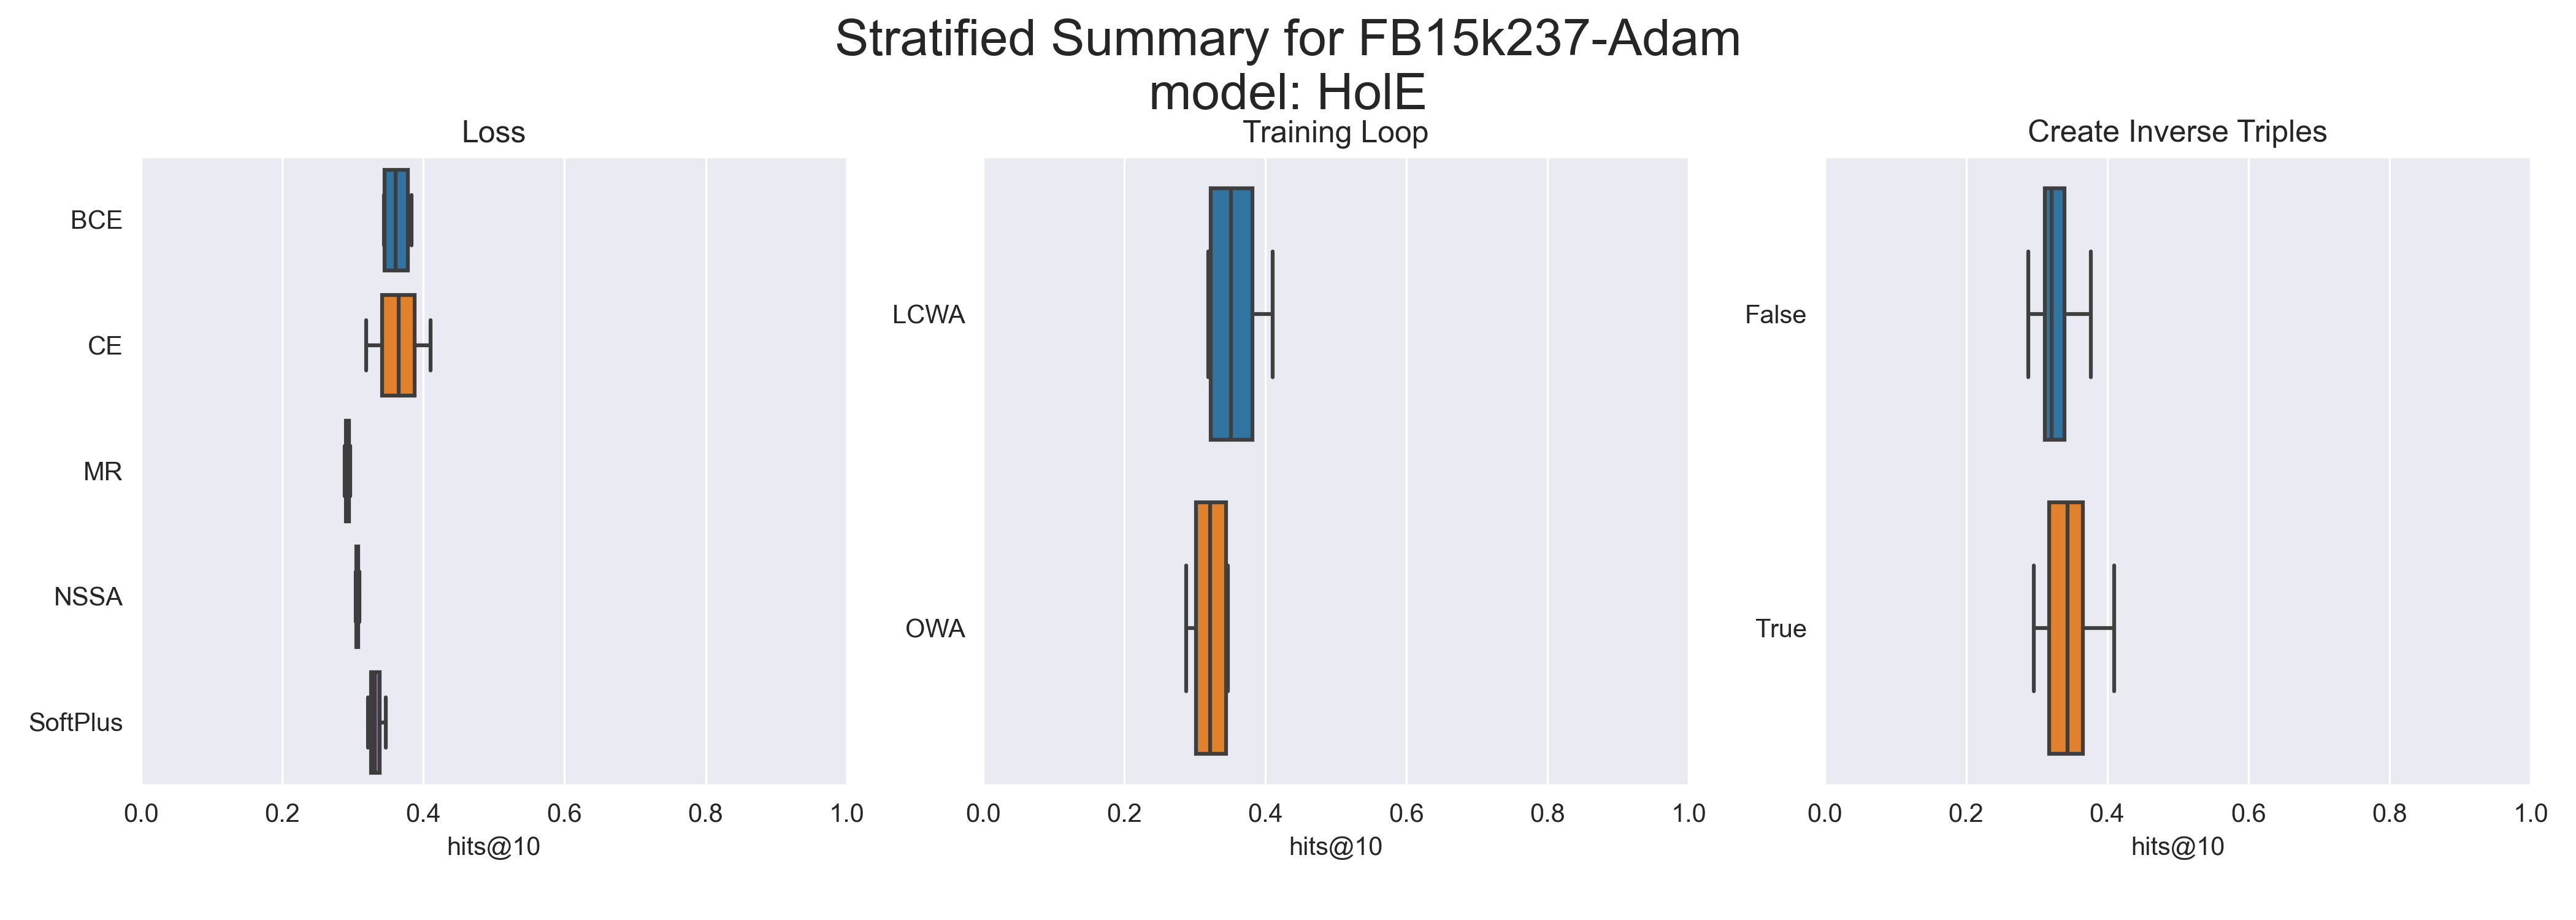 Stratified Summary for FB15k237-Adam
model: HolE
Loss
BCE
CE
MR
NSSA
SoftPlus
0.0 0.2 0.4 0.6 0.8 1.0
hits@10
Training Loop
LCWA
OWA
0.0 0.2 0.4 0.6 0.8 1.0
hits@10
Create Inverse Triples
False
True
0.0 0.2 0.4 0.6 0.8 1.0
hits@10